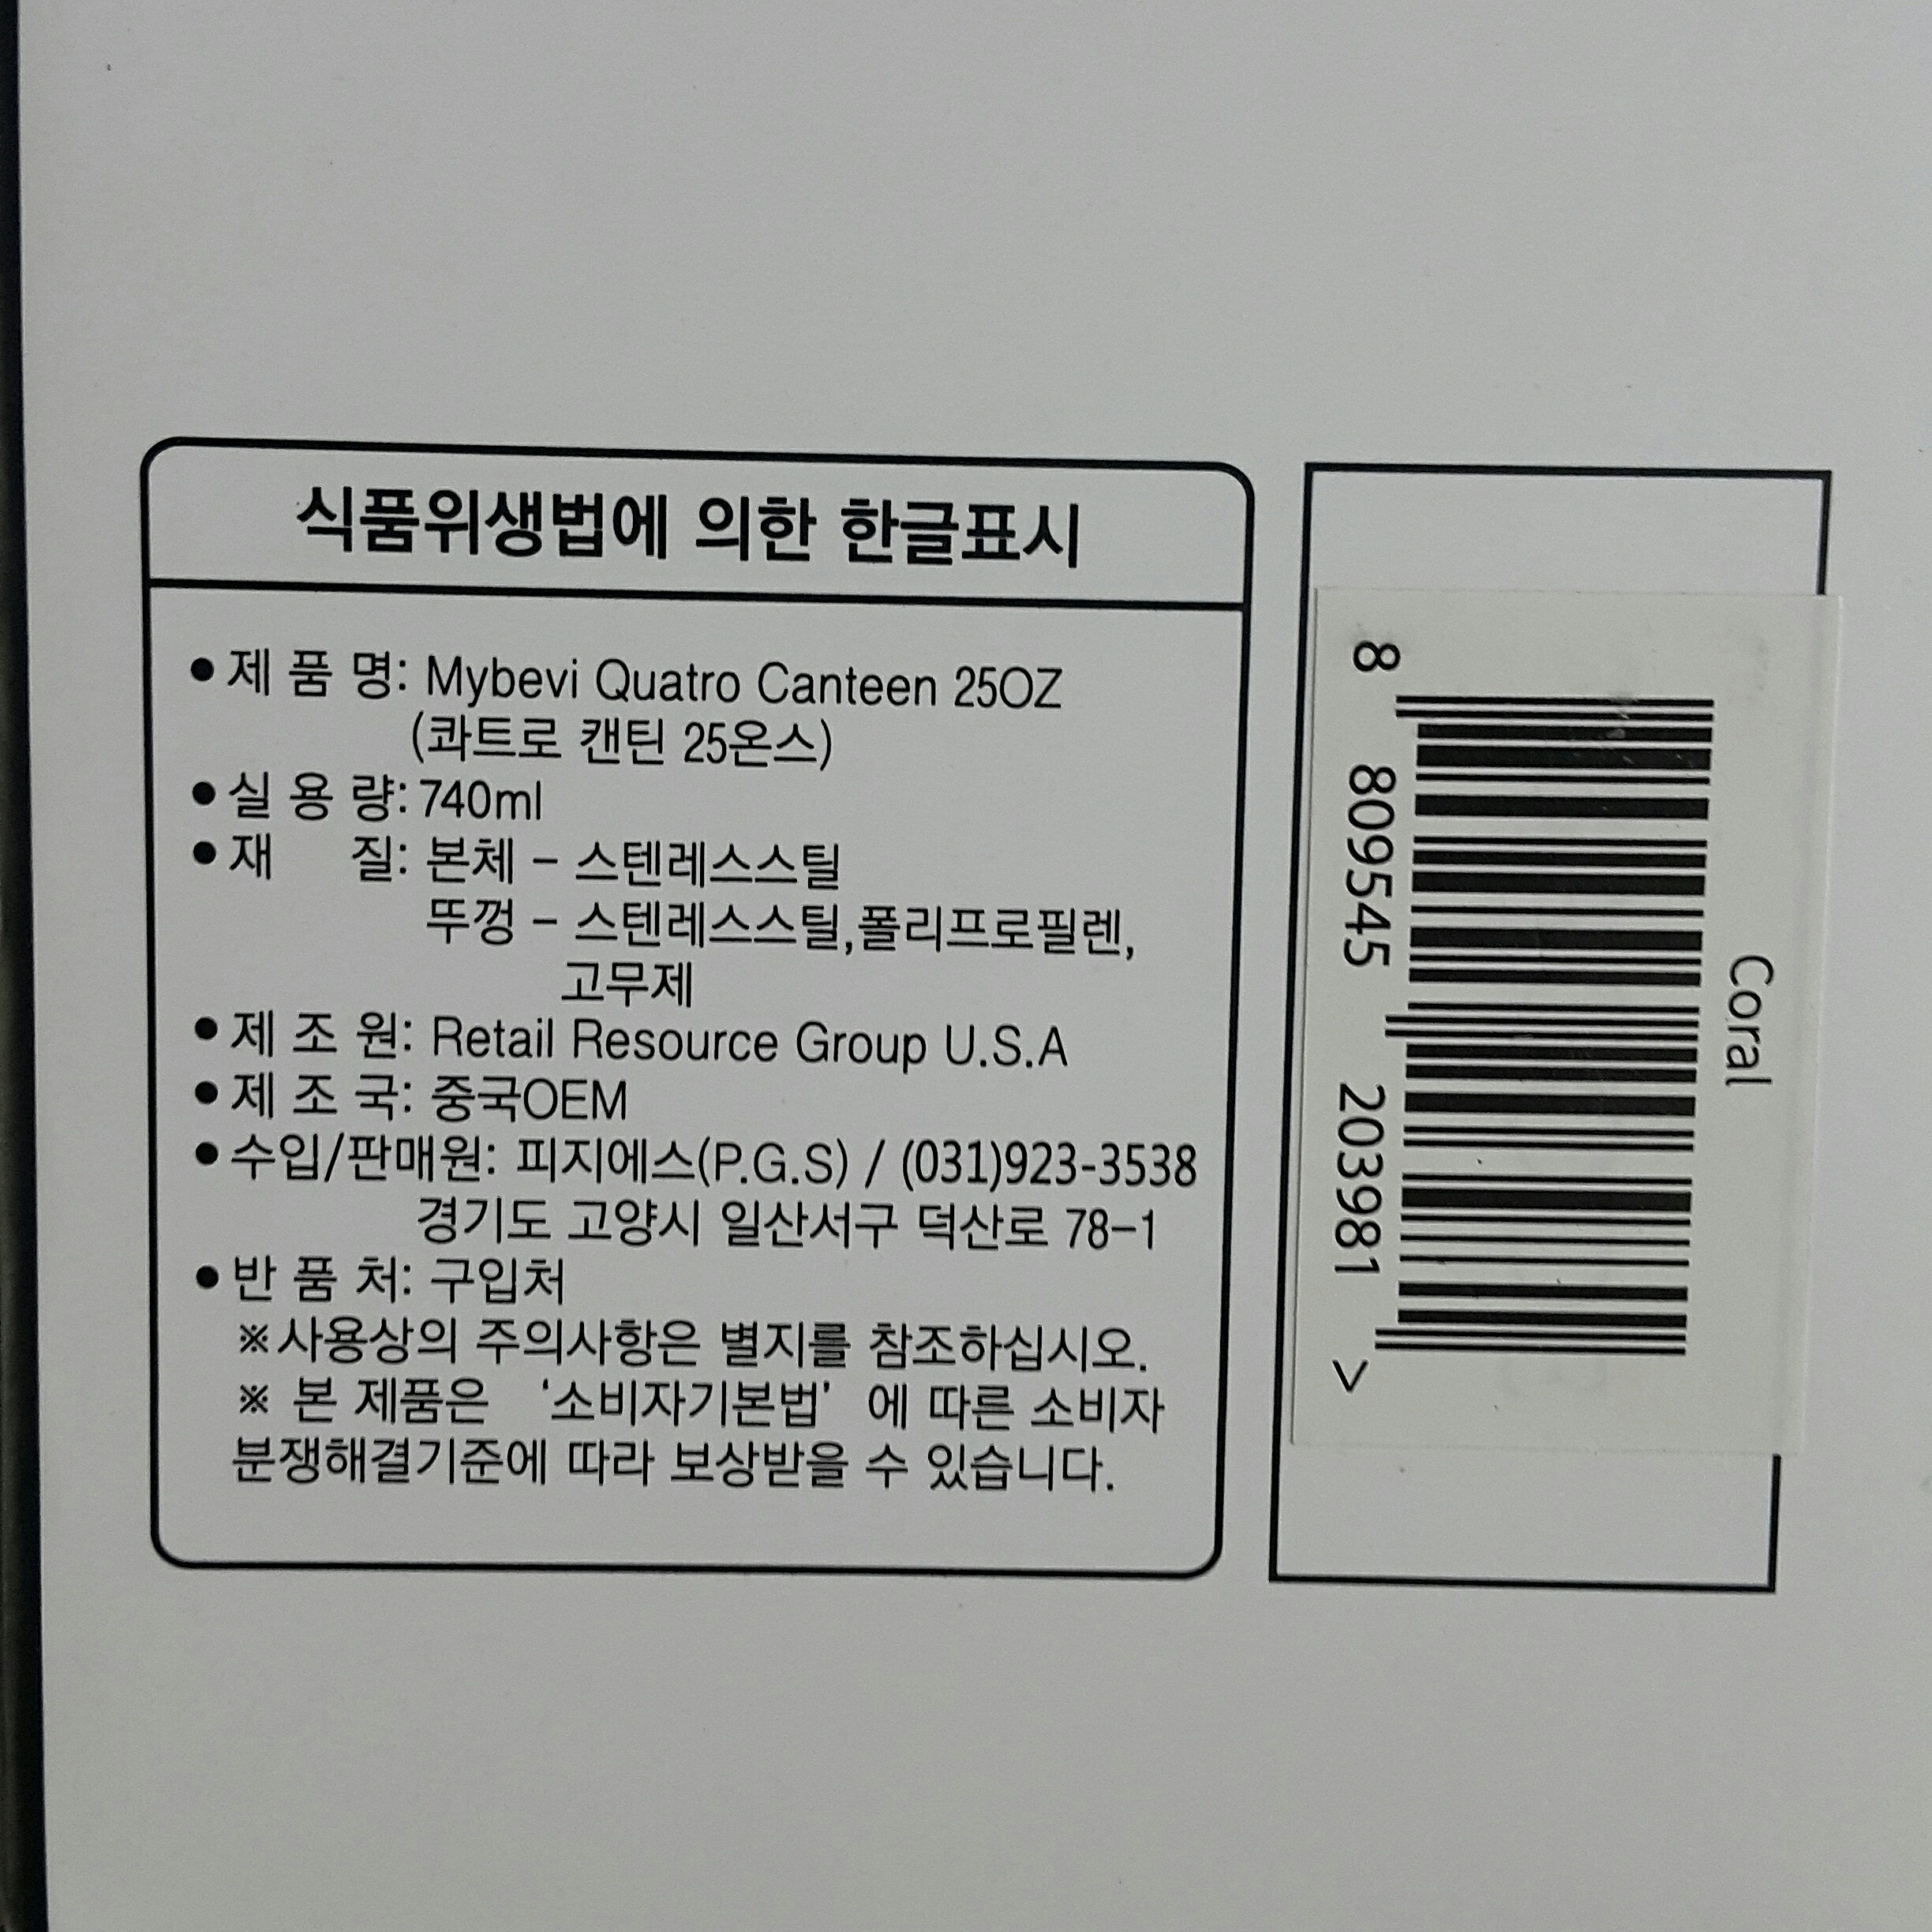 식품위생법에 의한 한글표시
● 제 품 명: Mybevi Quatro Canteen 25OZ
(콰트로 캔틴 25온스)
● 실 용 량: 740ml
● 재 질: 본체 - 스텐레스스틸
뚜껑 - 스텐레스스틸,폴리프로필렌,
고무제
● 제 조 원: Retail Resource Group U.S.A
● 제 조 국: 중국OEM
● 수입/판매원: 피지에스(P.G.S) / (031)923-3538
경기도 고양시 일산서구 덕산로 78-1
● 반 품 처: 구입처
※사용상의 주의사항은 별지를 참조하십시오.
※ 본 제품은 ‘소비자기본법’ 에 따른 소비자
분쟁해결기준에 따라 보상받을 수 있습니다.
Coral
8 809545 203981 >